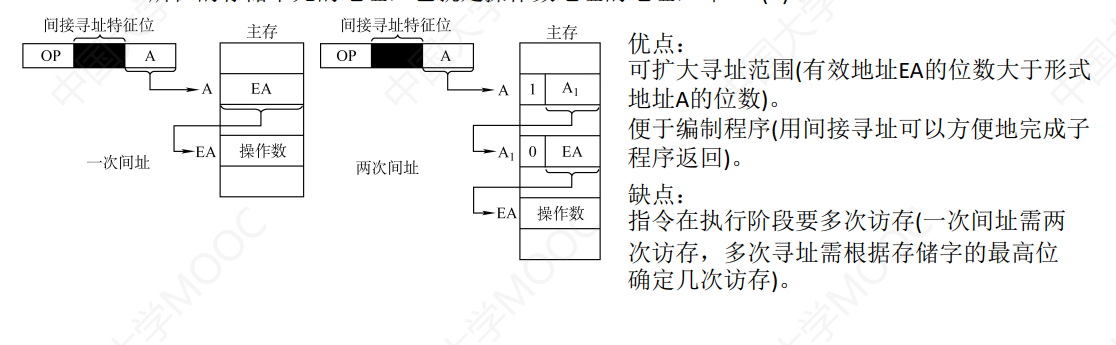 间接寻址特征位
OP
A
主存
A
EA
EA
操作数
一次间址
间接寻址特征位
OP
A
主存
A
1
A1
A1
0
EA
EA
操作数
两次间址
优点：
可扩大寻址范围(有效地址EA的位数大于形式
地址A的位数)。
便于编制程序(用间接寻址可以方便地完成子
程序返回)。
缺点：
指令在执行阶段要多次访存(一次间址需两
次访存，多次寻址需根据存储字的最高位
确定几次访存)。